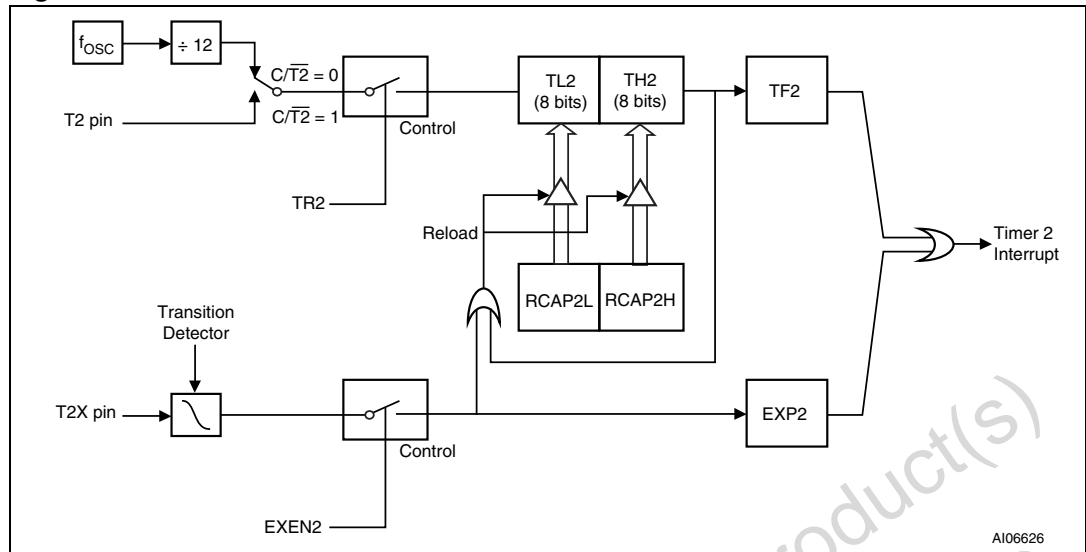 fOSC
÷ 12
C/T2 = 0
C/T2 = 1
T2 pin
Control
TR2
TL2
(8 bits)
TH2
(8 bits)
TF2
Reload
RCAP2L
RCAP2H
Timer 2
Interrupt
Transition
Detector
T2X pin
Control
EXP2
EXEN2
roduct(s)
AI06626